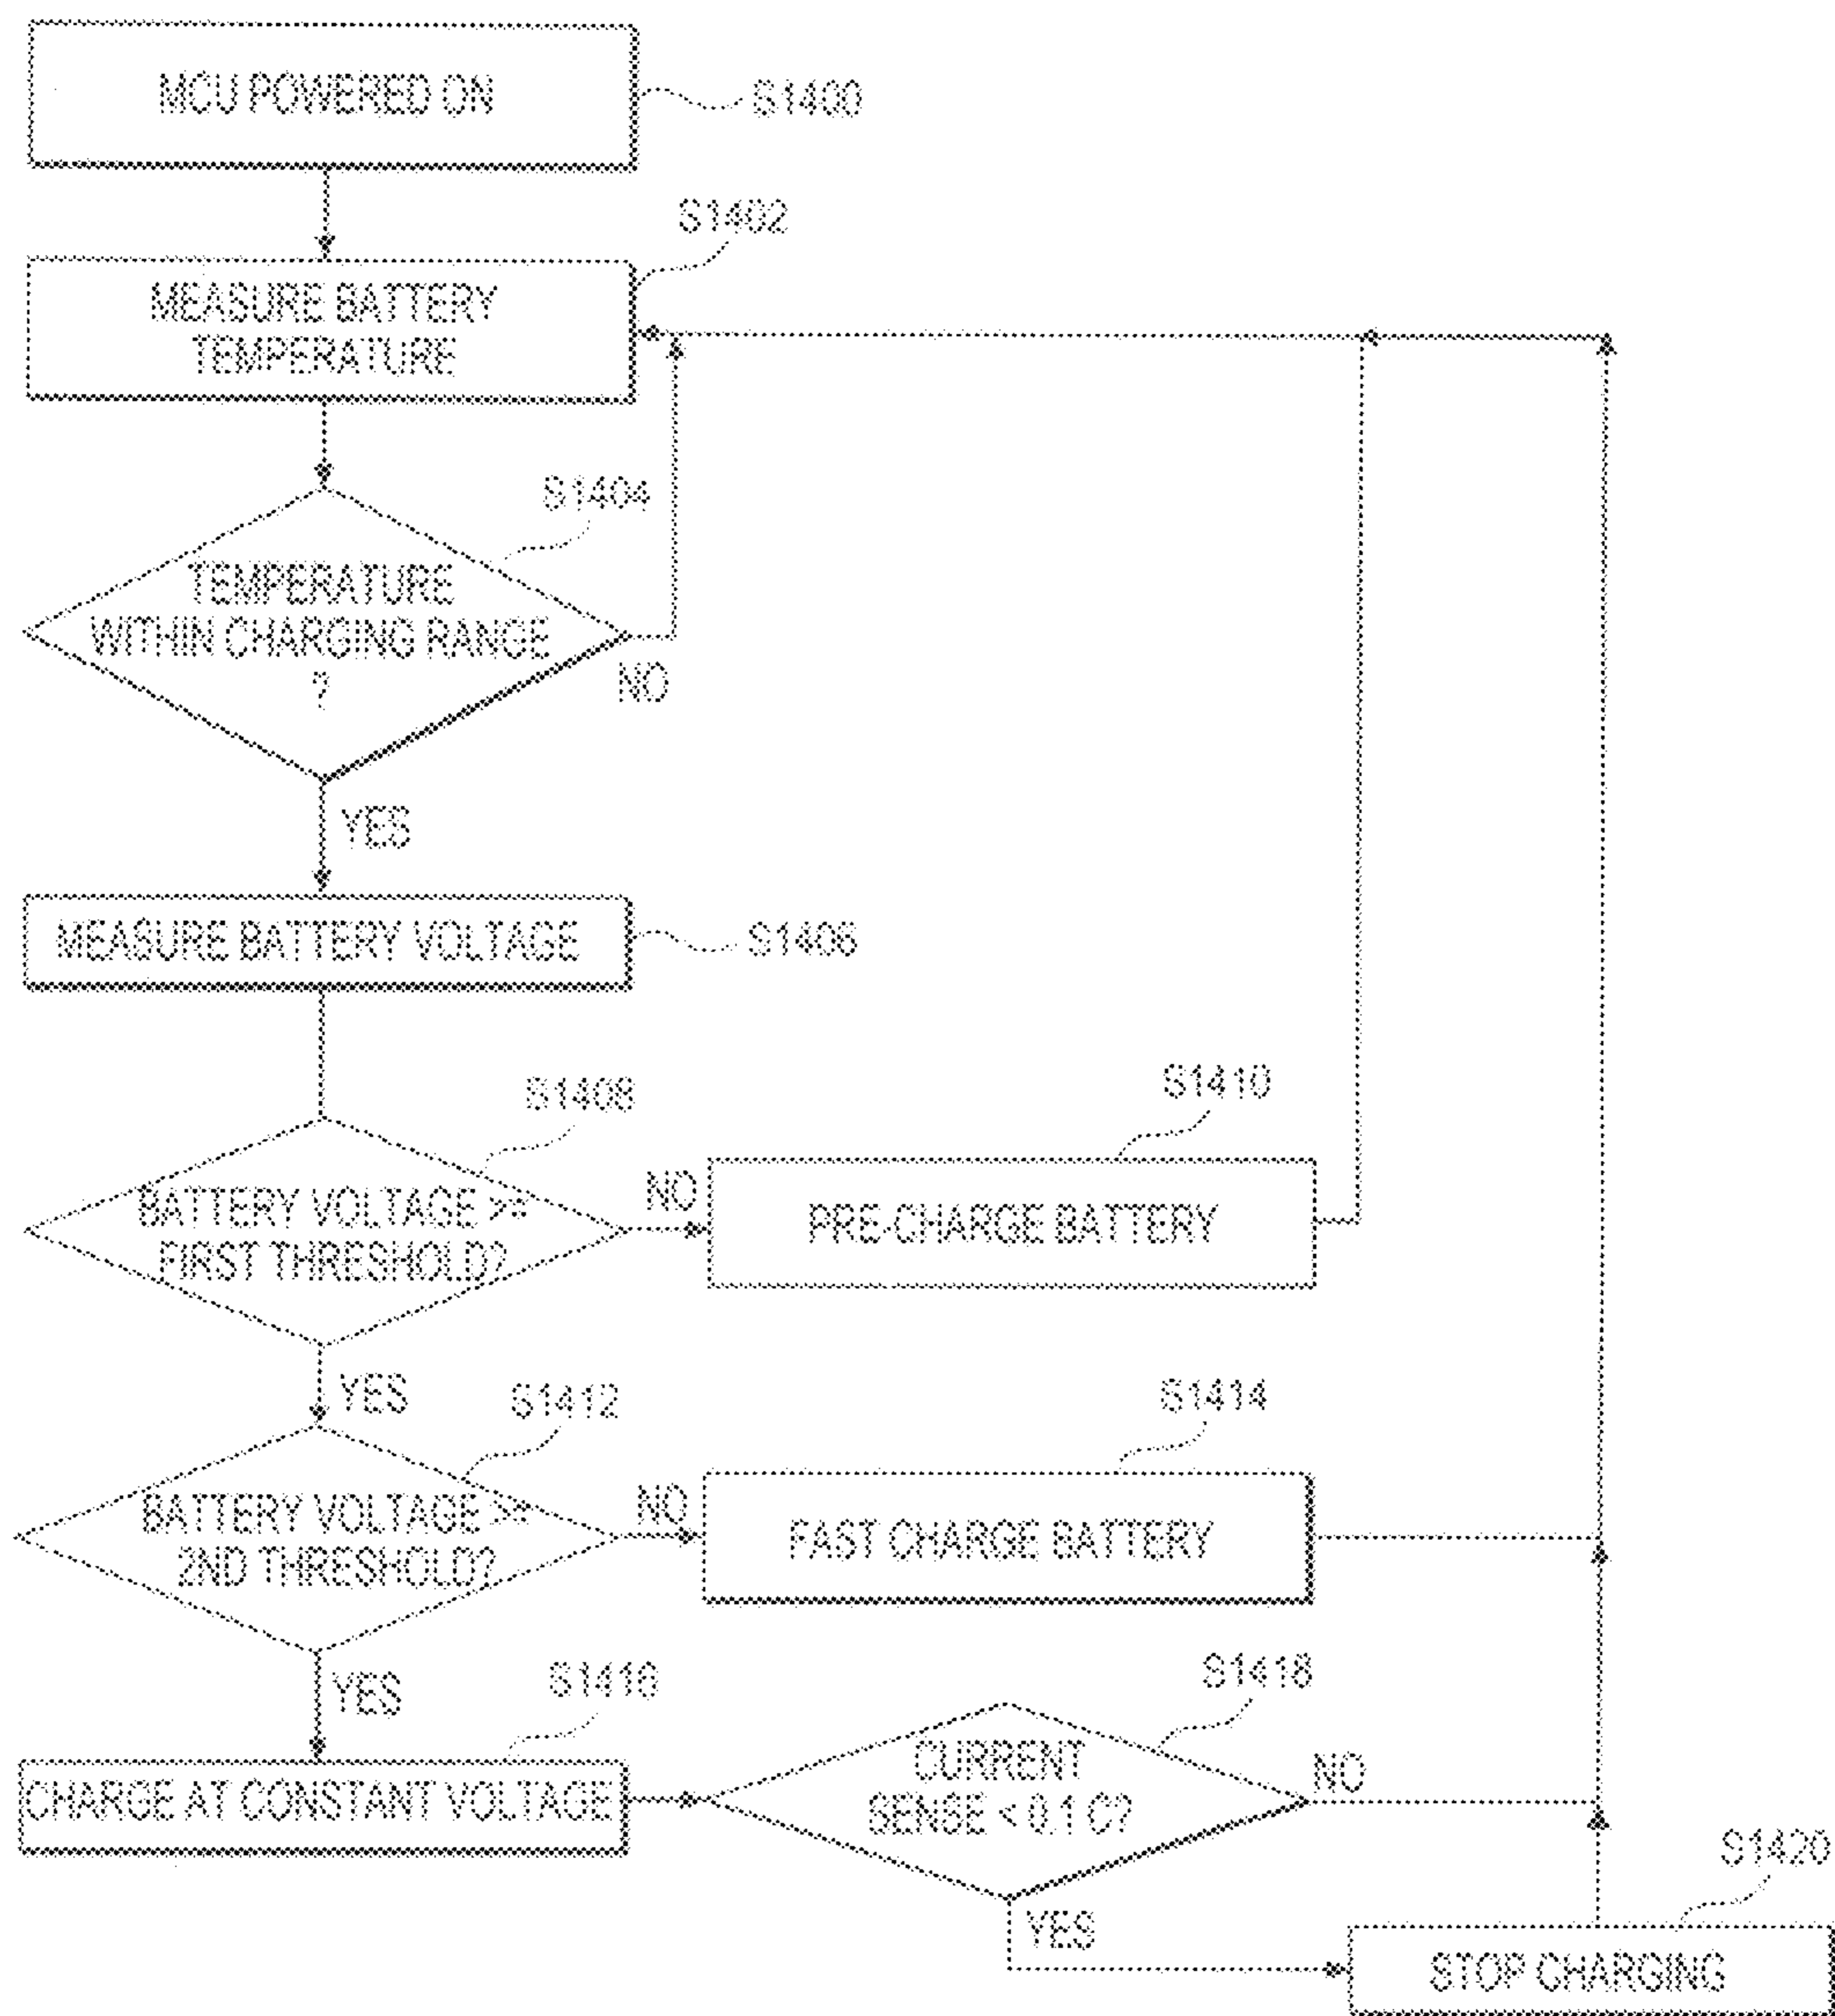 MCU POWERED ON
S1400
S1402
MEASURE BATTERY
TEMPERATURE
S1404
TEMPERATURE
WITHIN CHARGING RANGE
?
NO
YES
MEASURE BATTERY VOLTAGE
S1406
S1408
BATTERY VOLTAGE >=
FIRST THRESHOLD?
NO
S1410
PRE-CHARGE BATTERY
YES
S1412
BATTERY VOLTAGE >=
2ND THRESHOLD?
NO
S1414
FAST CHARGE BATTERY
YES
S1416
CHARGE AT CONSTANT VOLTAGE
S1418
CURRENT
SENSE < 0.1 C?
NO
YES
S1420
STOP CHARGING